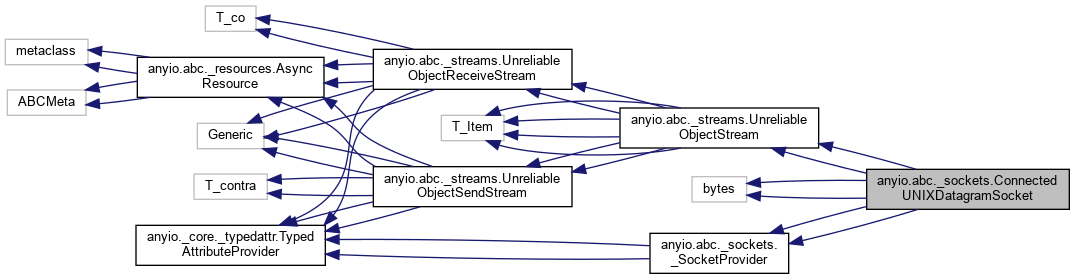 T_co
metaclass
anyio.abc._streams.Unreliable
ObjectReceiveStream
anyio.abc._resources.Async
Resource
ABCMeta
Generic
T_Item
anyio.abc._streams.Unreliable
ObjectStream
T_contra
anyio.abc._streams.Unreliable
ObjectSendStream
bytes
anyio.abc._sockets.Connected
UNIXDatagramSocket
anyio._core._typedattr.Typed
AttributeProvider
anyio.abc._sockets.
_SocketProvider